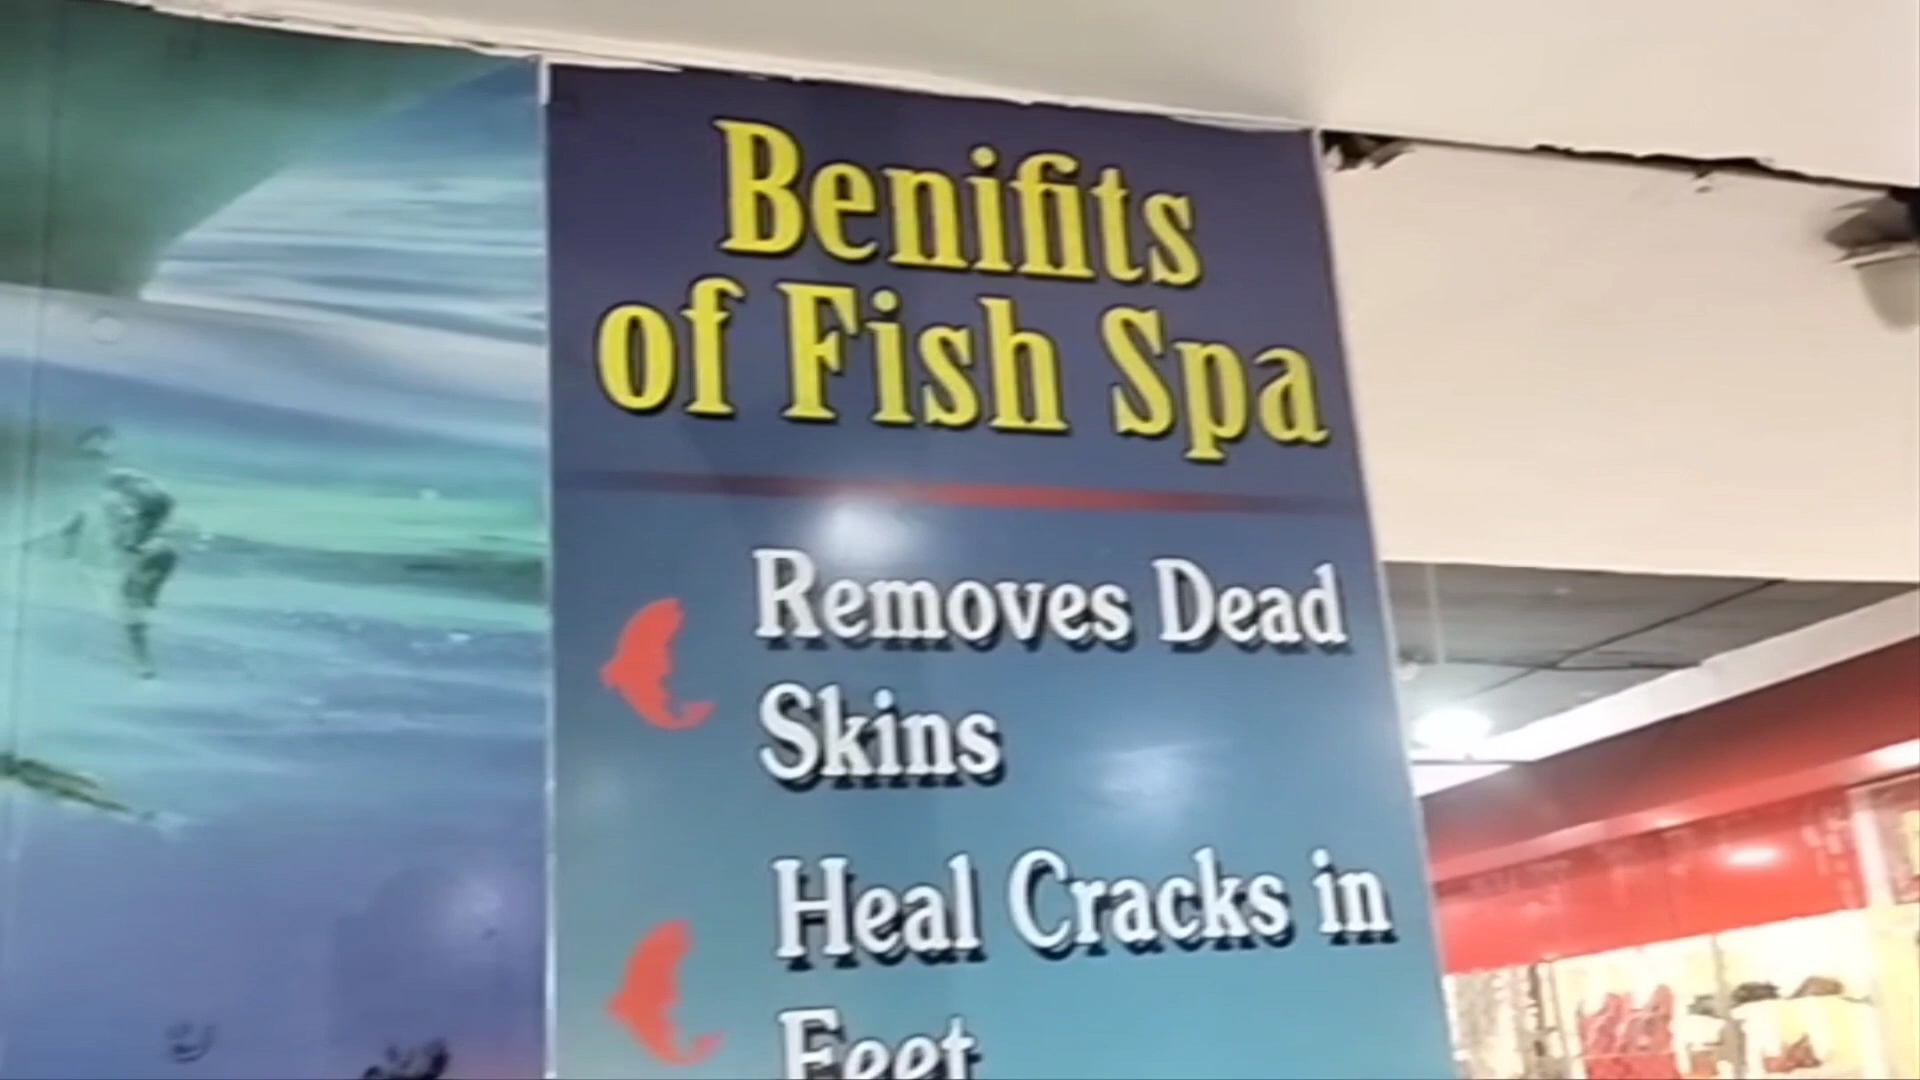 Benifits
of Fish Spa
Removes Dead
Skins
Heal Cracks in
Feet